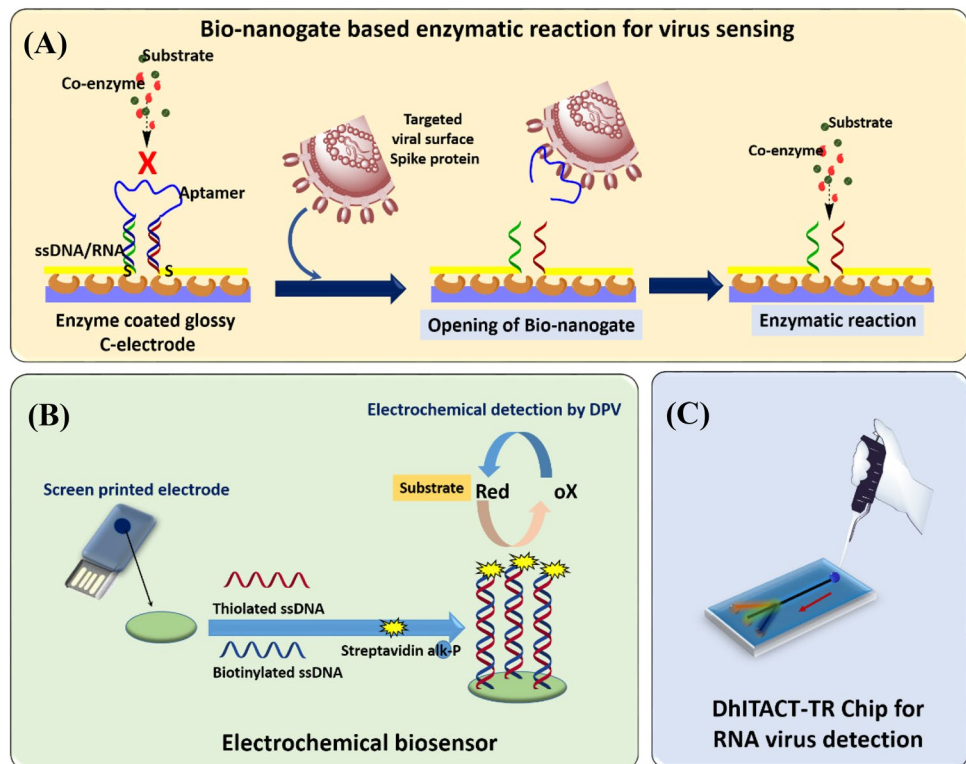 (A)
Bio-nanogate based enzymatic reaction for virus sensing
Substrate
Co-enzyme
X
Aptamer
ssDNA/RNA
S
S
Enzyme coated glossy
C-electrode
Targeted
viral surface
Spike protein
Opening of Bio-nanogate
Substrate
Co-enzyme
Enzymatic reaction
(B)
Electrochemical detection by DPV
Screen printed electrode
Substrate
Red
oX
Thiolated ssDNA
Streptavidin alk-P
Biotinylated ssDNA
Electrochemical biosensor
(C)
DhITACT-TR Chip for
RNA virus detection